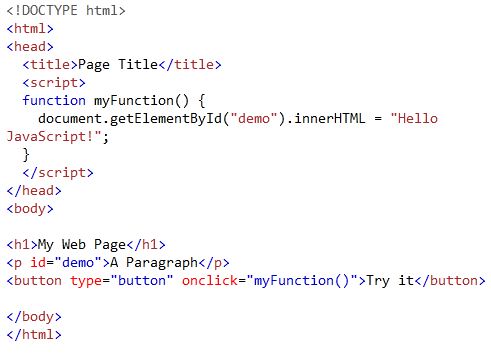 <!DOCTYPE html>
<html>
<head>
  <title>Page Title</title>
  <script>
  function myFunction() {
    document.getElementById("demo").innerHTML = "Hello
JavaScript!";
  }
  </script>
</head>
<body>

<h1>My Web Page</h1>
<p id="demo">A Paragraph</p>
<button type="button" onclick="myFunction()">Try it</button>

</body>
</html>